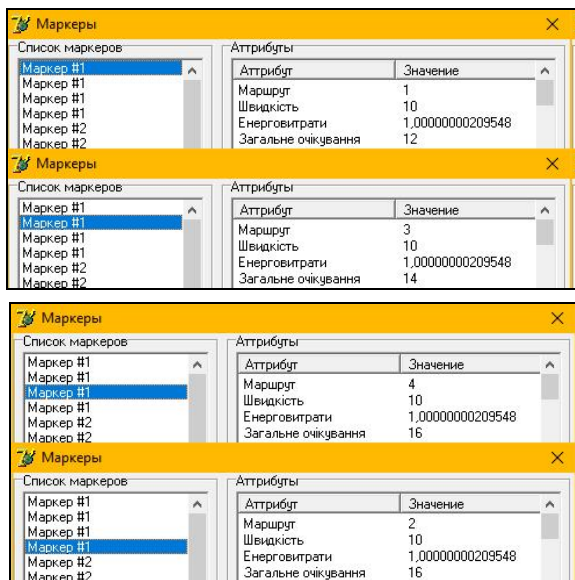 Маркеры
Список маркеров
Аттрибуты
Маркер #1
Маркер #1
Маркер #1
Маркер #1
Маркер #2
Маркер #2
Аттрибут Значение
Маршрут 1
Швидкість 10
Енерговитрати 1,00000000209548
Загальне очікування 12
Маркеры
Список маркеров
Аттрибуты
Маркер #1
Маркер #1
Маркер #1
Маркер #1
Маркер #2
Маркер #2
Аттрибут Значение
Маршрут 3
Швидкість 10
Енерговитрати 1,00000000209548
Загальне очікування 14
Маркеры
Список маркеров
Аттрибуты
Маркер #1
Маркер #1
Маркер #1
Маркер #1
Маркер #2
Маркер #2
Аттрибут Значение
Маршрут 4
Швидкість 10
Енерговитрати 1,00000000209548
Загальне очікування 16
Маркеры
Список маркеров
Аттрибуты
Маркер #1
Маркер #1
Маркер #1
Маркер #1
Маркер #2
Маркер #2
Аттрибут Значение
Маршрут 2
Швидкість 10
Енерговитрати 1,00000000209548
Загальне очікування 16